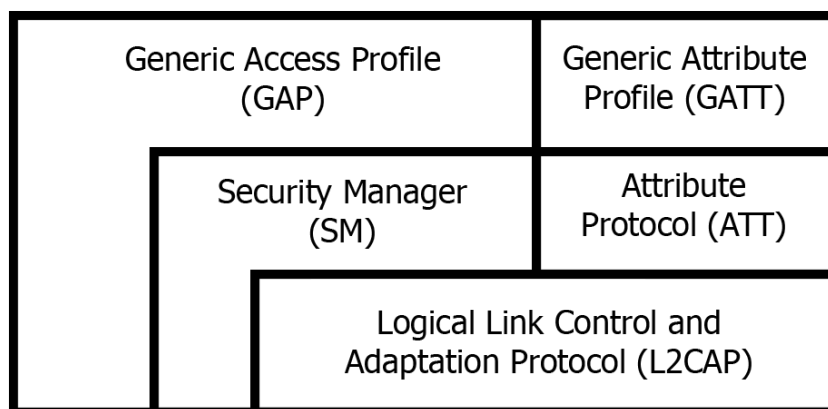 Generic Access Profile
(GAP)
Generic Attribute
Profile (GATT)
Security Manager
(SM)
Attribute
Protocol (ATT)
Logical Link Control and
Adaptation Protocol (L2CAP)